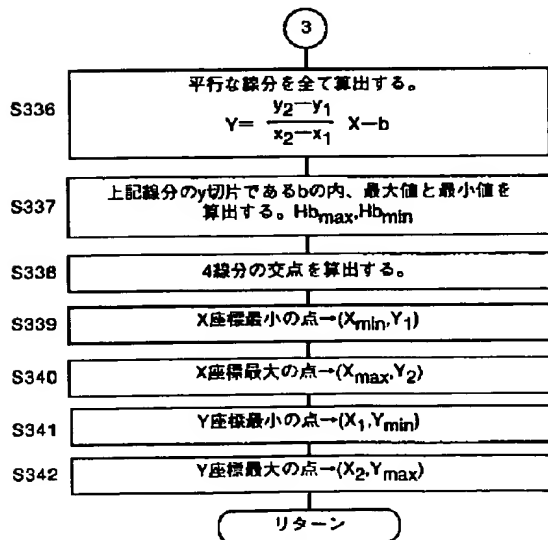 3
S336
平行な線分を全て算出する。
Y= y2—y1 / x2—x1 X—b
S337
上記線分のy切片であるbの内、最大値と最小値を
算出する。Hbmax,Hbmin
S338
4線分の交点を算出する。
S339
X座標最小の点→(Xmin,Y1)
S340
X座標最大の点→(Xmax,Y2)
S341
Y座標最小の点→(X1,Ymin)
S342
Y座標最大の点→(X2,Ymax)
リターン